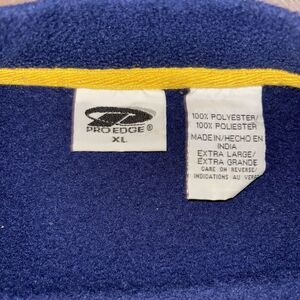 PRO EDGE ®
XL
100% POLYESTER/
100% POLIESTER
MADE IN/HECHO EN
INDIA
EXTRA LARGE/
EXTRA GRANDE
CARE ON REVERSE/
INDICATIONS AU